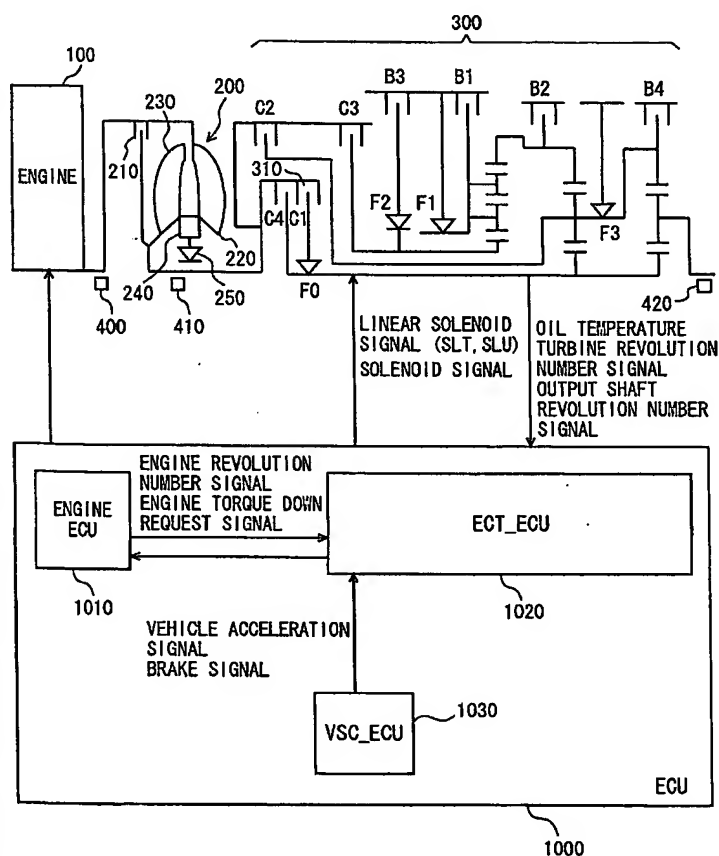 300
100
200
230
B3
B1
B2
B4
C2
C3
210
310
ENGINE
C4
C1
F2
F1
F3
220
240
250
F0
400
410
420
LINEAR SOLENOID
SIGNAL (SLT, SLU)
SOLENOID SIGNAL
OIL TEMPERATURE
TURBINE REVOLUTION
NUMBER SIGNAL
OUTPUT SHAFT
REVOLUTION NUMBER
SIGNAL
ENGINE
ECU
1010
ENGINE REVOLUTION
NUMBER SIGNAL
ENGINE TORQUE DOWN
REQUEST SIGNAL
ECT_ECU
1020
VEHICLE ACCELERATION
SIGNAL
BRAKE SIGNAL
VSC_ECU
1030
ECU
1000